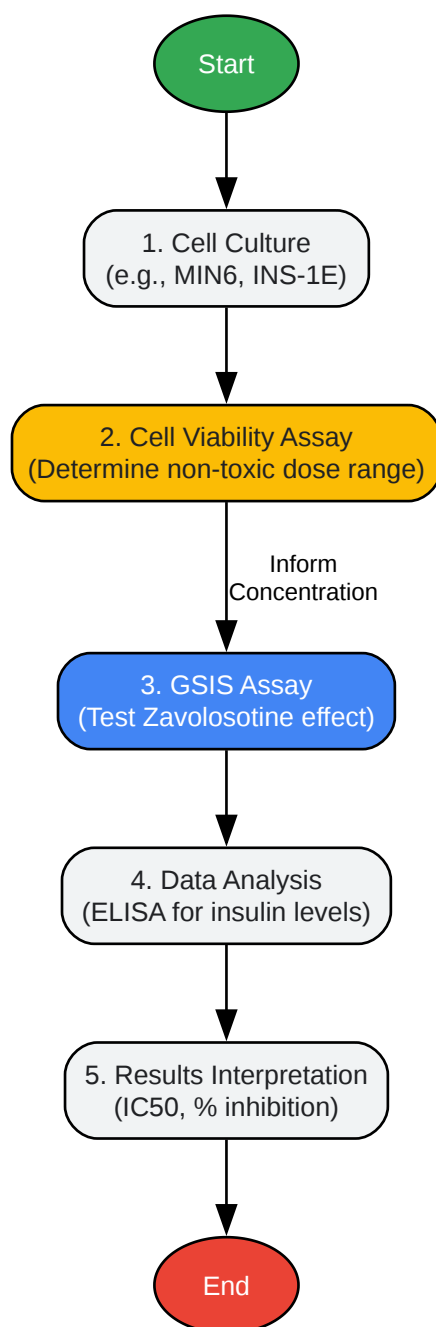 Start
1. Cell Culture
(e.g., MIN6, INS-1E)
2. Cell Viability Assay
(Determine non-toxic dose range)
Inform
Concentration
3. GSIS Assay
(Test Zavolosotine effect)
4. Data Analysis
(ELISA for insulin levels)
5. Results Interpretation
(IC50, % inhibition)
End